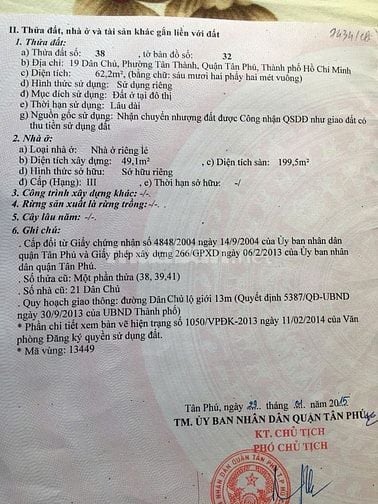 9434/CB
II. Thửa đất, nhà ở và tài sản khác gắn liền với đất
1. Thửa đất:
a) Thửa đất số: 38 , tờ bản đồ số: 32
b) Địa chỉ: 19 Dân Chủ, Phường Tân Thành, Quận Tân Phú, Thành phố Hồ Chí Minh
c) Diện tích: 62,2m², (bằng chữ: sáu mươi hai phẩy hai mét vuông)
d) Hình thức sử dụng: Sử dụng riêng
đ) Mục đích sử dụng: Đất ở tại đô thị
e) Thời hạn sử dụng: Lâu dài
g) Nguồn gốc sử dụng: Nhận chuyển nhượng đất được Công nhận QSDĐ như giao đất có
thu tiền sử dụng đất
2. Nhà ở:
a) Loại nhà ở: Nhà ở riêng lẻ
b) Diện tích xây dựng: 49,1m², c) Diện tích sàn: 199,5m²
d) Hình thức sở hữu: Sở hữu riêng
đ) Cấp (Hạng): III , e) Thời hạn sở hữu: -/
3. Công trình xây dựng khác: -/-
4. Rừng sản xuất là rừng trồng: -/-
5. Cây lâu năm: -/-
6. Ghi chú:
. Cấp đổi từ Giấy chứng nhận số 4848/2004 ngày 14/9/2004 của Ủy ban nhân dân
quận Tân Phú và Giấy phép xây dựng 266/GPXD ngày 06/2/2013 của Ủy ban nhân
dân quận Tân Phú.
. Số thửa cũ: Một phần thửa (38, 39,41)
. Số nhà cũ: 21 Dân Chủ
. Quy hoạch giao thông: đường Dân Chủ lộ giới 13m (Quyết định 5387/QĐ-UBND
ngày 30/9/2013 của UBND Thành phố)
* Phần chi tiết xem bản vẽ hiện trạng số 1050/VPĐK-2013 ngày 11/02/2014 của Văn
phòng Đăng ký quyền sử dụng đất.
* Mã vùng: 13449
Tân Phú, ngày 23 tháng 01 năm 2015
TM. ỦY BAN NHÂN DÂN QUẬN TÂN PHÚ
KT. CHỦ TỊCH
PHÓ CHỦ TỊCH